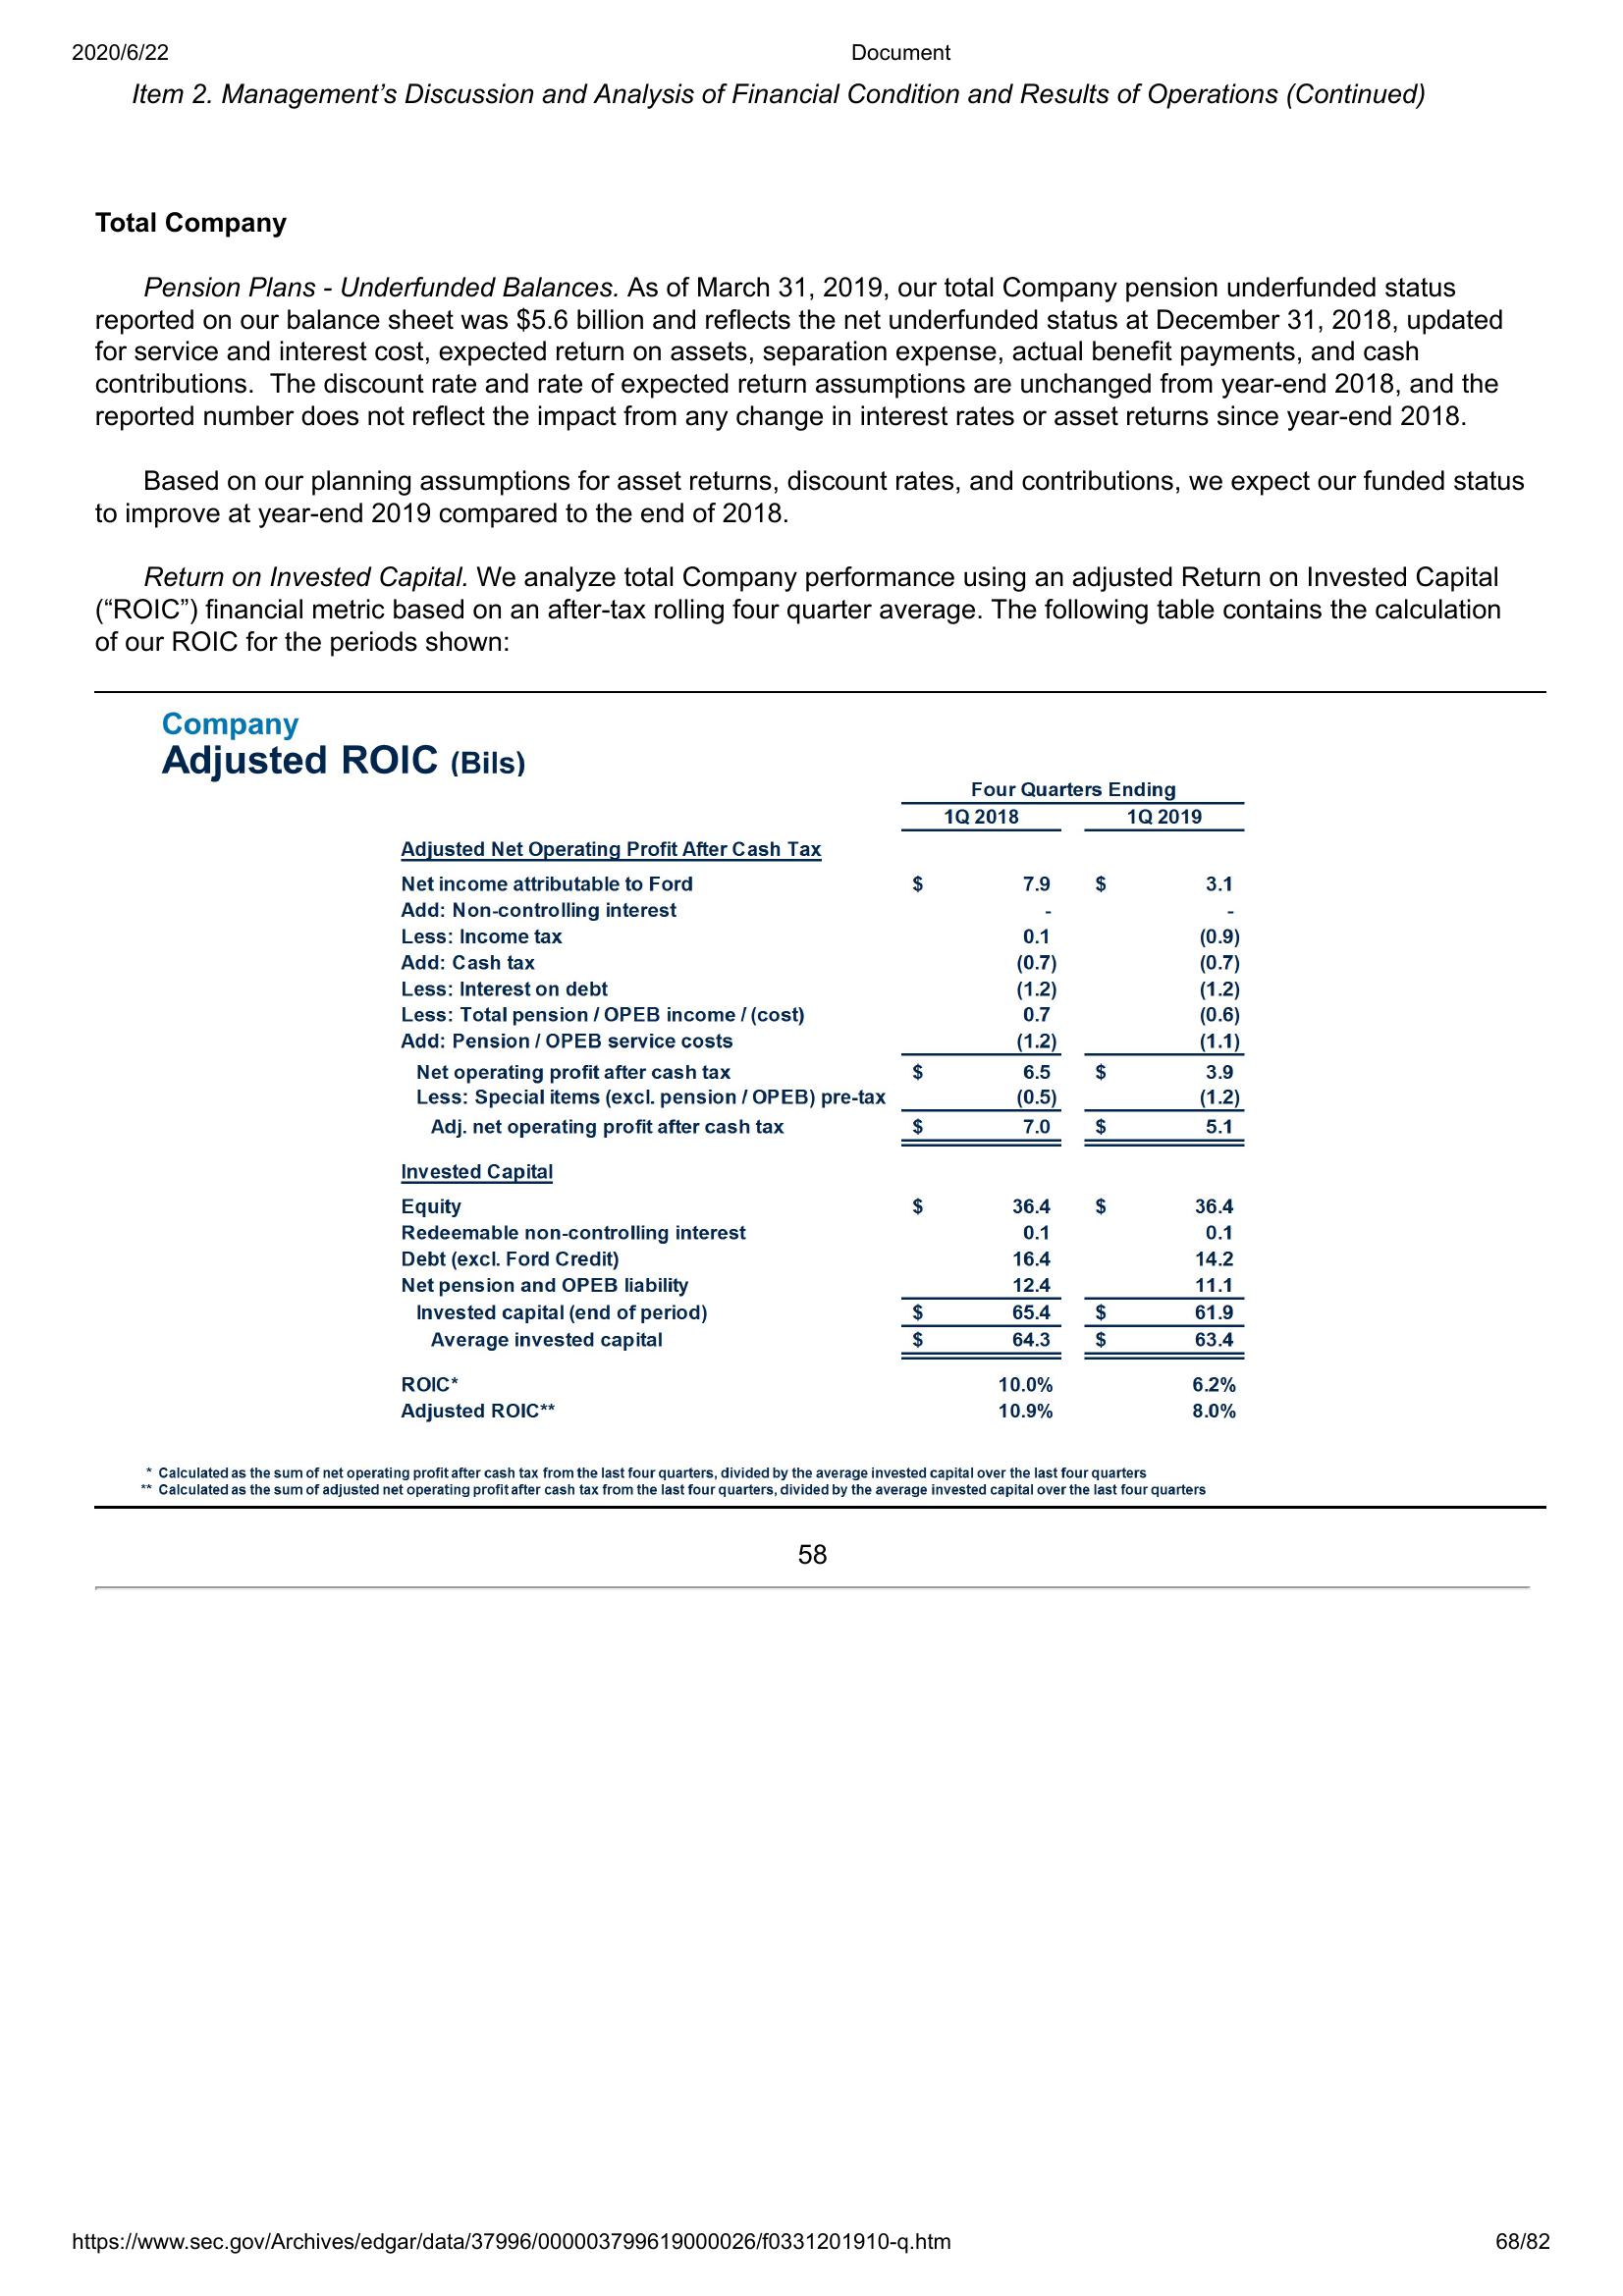 2020/6/22 Document
Item 2. Management’s Discussion and Analysis of Financial Condition and Results of Operations (Continued)
Total Company
Pension Plans - Underfunded Balances. As of March 31, 2019, our total Company pension underfunded status
reported on our balance sheet was $5.6 billion and reflects the net underfunded status at December 31, 2018, updated
for service and interest cost, expected return on assets, separation expense, actual benefit payments, and cash
contributions.  The discount rate and rate of expected return assumptions are unchanged from year-end 2018, and the
reported number does not reflect the impact from any change in interest rates or asset returns since year-end 2018.
Based on our planning assumptions for asset returns, discount rates, and contributions, we expect our funded status
to improve at year-end 2019 compared to the end of 2018.
Return on Invested Capital. We analyze total Company performance using an adjusted Return on Invested Capital
(“ROIC”) financial metric based on an after-tax rolling four quarter average. The following table contains the calculation
of our ROIC for the periods shown:
Company
Adjusted ROIC (Bils)
Four Quarters Ending
1Q 2018 1Q 2019
Adjusted Net Operating Profit After Cash Tax
Net income attributable to Ford $ 7.9 $ 3.1
Add: Non-controlling interest - -
Less: Income tax 0.1 (0.9)
Add: Cash tax (0.7) (0.7)
Less: Interest on debt (1.2) (1.2)
Less: Total pension / OPEB income / (cost) 0.7 (0.6)
Add: Pension / OPEB service costs (1.2) (1.1)
Net operating profit after cash tax $ 6.5 $ 3.9
Less: Special items (excl. pension / OPEB) pre-tax (0.5) (1.2)
Adj. net operating profit after cash tax $ 7.0 $ 5.1
Invested Capital
Equity $ 36.4 $ 36.4
Redeemable non-controlling interest 0.1 0.1
Debt (excl. Ford Credit) 16.4 14.2
Net pension and OPEB liability 12.4 11.1
Invested capital (end of period) $ 65.4 $ 61.9
Average invested capital $ 64.3 $ 63.4
ROIC* 10.0% 6.2%
Adjusted ROIC** 10.9% 8.0%
* Calculated as the sum of net operating profit after cash tax from the last four quarters, divided by the average invested capital over the last four quarters
** Calculated as the sum of adjusted net operating profit after cash tax from the last four quarters, divided by the average invested capital over the last four quarters
58
https://www.sec.gov/Archives/edgar/data/37996/000003799619000026/f0331201910-q.htm 68/82